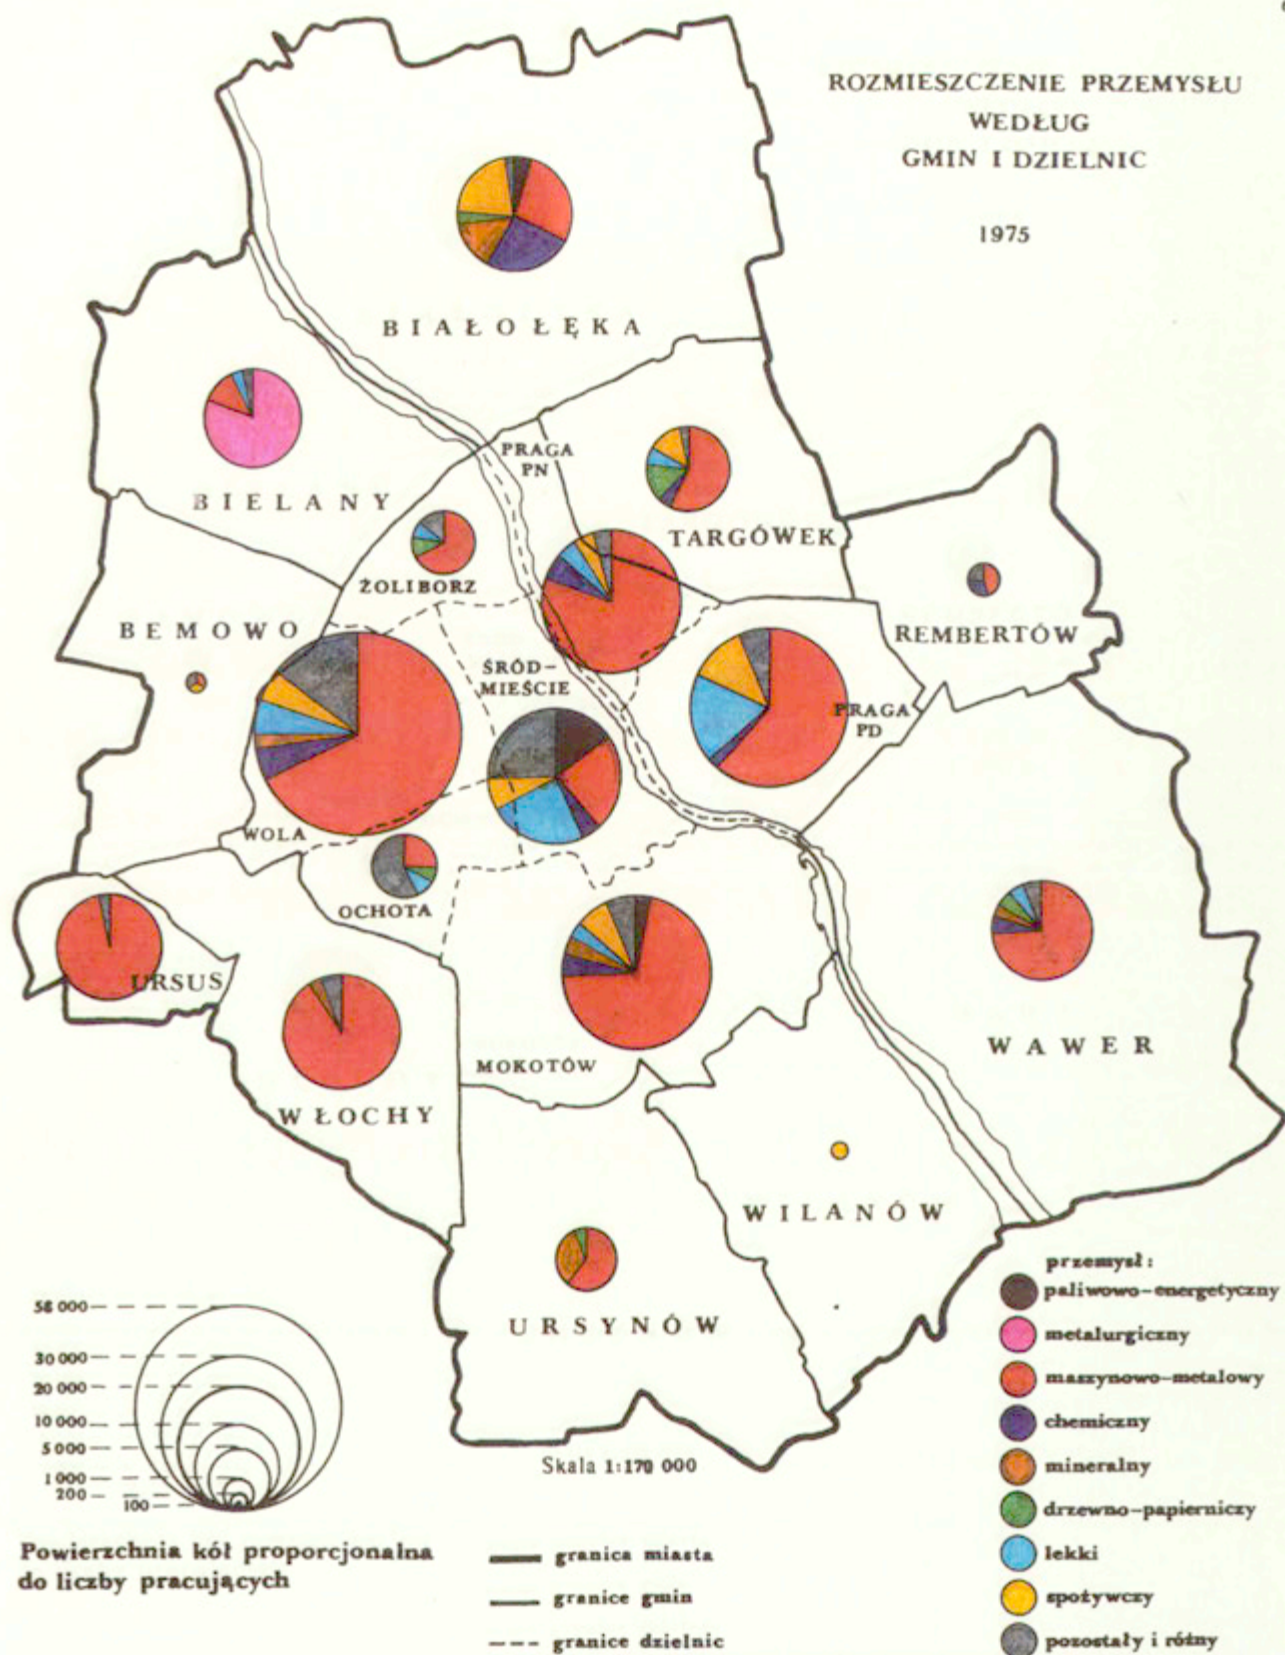 ROZMIESZCZENIE PRZEMYSŁU
WEDŁUG
GMIN I DZIELNIC
1975
BIAŁOŁĘKA
BIELANY
PRAGA
PN
TARGÓWEK
ŻOLIBORZ
BEMOWO
REMBERTÓW
ŚRÓD-
MIEŚCIE
PRAGA
PD
WOLA
OCHOTA
URSUS
WŁOCHY
MOKOTÓW
WAWER
WILANÓW
URSYNÓW
58 000
30 000
20 000
10 000
5 000
1 000
200
100
Powierzchnia kół proporcjonalna
do liczby pracujących
Skala 1:170 000
granica miasta
granice gmin
granice dzielnic
przemysł:
paliwowo-energetyczny
metalurgiczny
maszynowo-metalowy
chemiczny
mineralny
drzewno-papierniczy
lekki
spożywczy
pozostały i różny